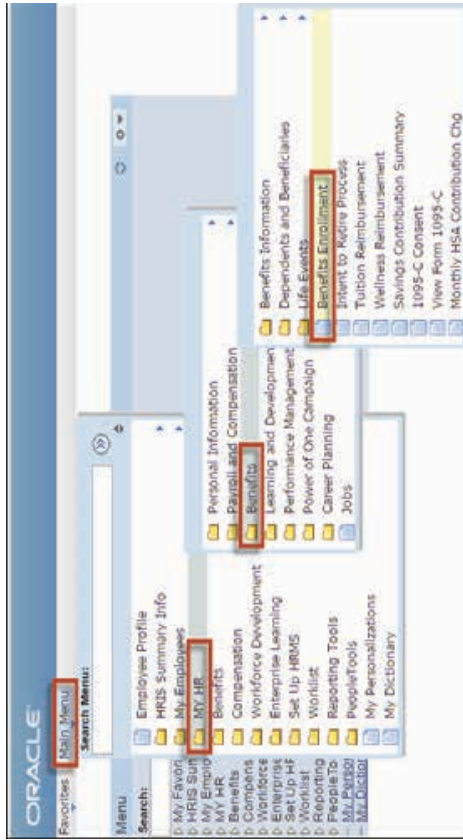 ORACLE
Favorites Main Menu
Search Menu:
Menu
Search:
My Favori
HRIS Sun
My Emplo
MY HR
Benefits
Compens
Workforce
Enterprise
Set Up HF
Worklist
Reporting
PeopleTo
My Person
My Diction
Employee Profile
HRIS Summary Info
My Employees
MY HR
Benefits
Compensation
Workforce Development
Enterprise Learning
Set Up HRMS
Worklist
Reporting Tools
PeopleTools
My Personalizations
My Dictionary
Personal Information
Payroll and Compensation
Benefits
Learning and Developmen
Performance Management
Power of One Campaign
Career Planning
Jobs
Benefits Information
Dependents and Beneficiaries
Life Events
Benefits Enrollment
Intent to Retire Process
Tuition Reimbursement
Wellness Reimbursement
Savings Contribution Summary
1095-C Consent
View Form 1095-C
Monthly HSA Contribution Chg